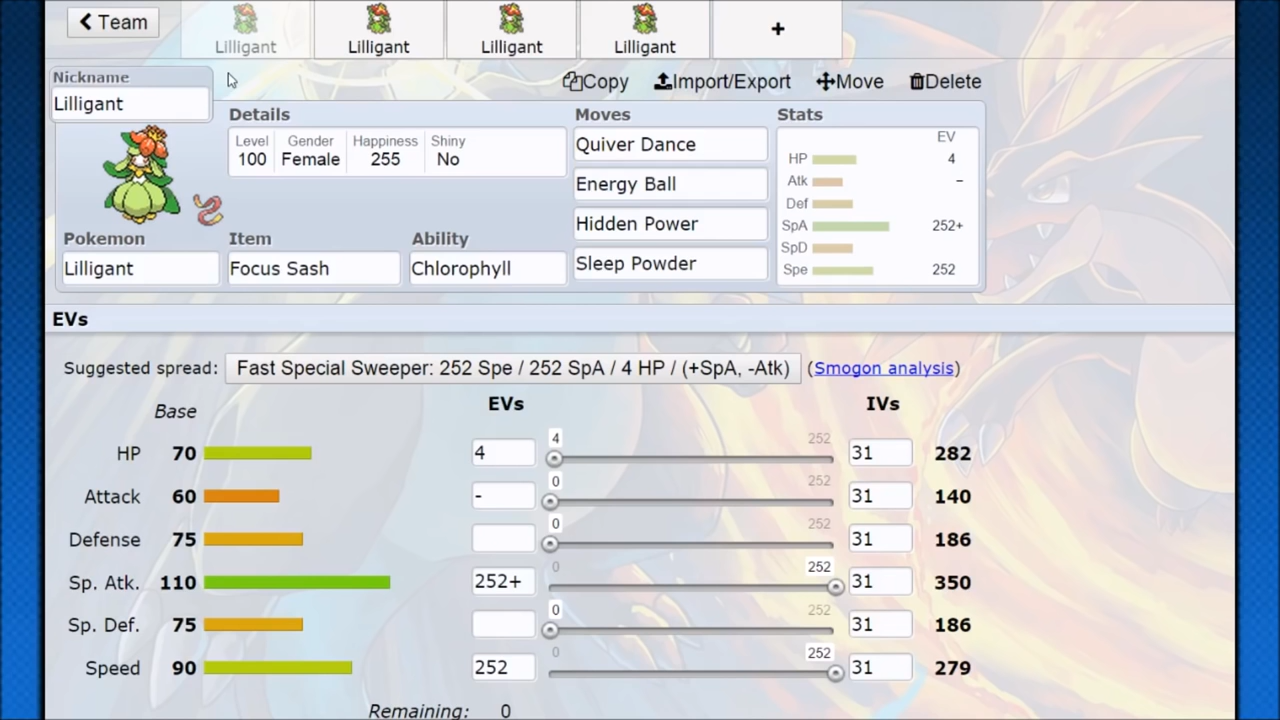 Team
Lilligant
Lilligant
Lilligant
Lilligant
+
Nickname
Lilligant
Copy
Import/Export
Move
Delete
Details
Level
100
Gender
Female
Happiness
255
Shiny
No
Pokemon
Lilligant
Item
Focus Sash
Ability
Chlorophyll
Moves
Quiver Dance
Energy Ball
Hidden Power
Sleep Powder
Stats
EV
HP 4
Atk –
Def
SpA 252+
SpD
Spe 252
EVs
Suggested spread: Fast Special Sweeper: 252 Spe / 252 SpA / 4 HP / (+SpA, -Atk) (Smogon analysis)
Base EVs IVs
HP 70 4 4 252 31 282
Attack 60 - 0 252 31 140
Defense 75 0 252 31 186
Sp. Atk. 110 252+ 0 252 31 350
Sp. Def. 75 0 252 31 186
Speed 90 252 0 252 31 279
Remaining: 0